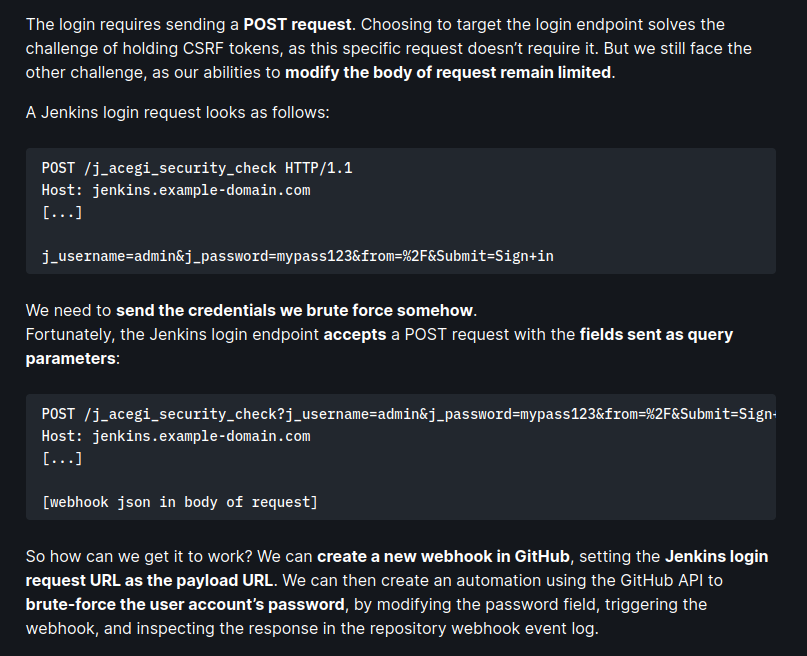 The login requires sending a POST request. Choosing to target the login endpoint solves the
challenge of holding CSRF tokens, as this specific request doesn’t require it. But we still face the
other challenge, as our abilities to modify the body of request remain limited.
A Jenkins login request looks as follows:
POST /j_acegi_security_check HTTP/1.1
Host: jenkins.example-domain.com
[...]
j_username=admin&j_password=mypass123&from=%2F&Submit=Sign+in
We need to send the credentials we brute force somehow.
Fortunately, the Jenkins login endpoint accepts a POST request with the fields sent as query
parameters:
POST /j_acegi_security_check?j_username=admin&j_password=mypass123&from=%2F&Submit=Sign+
Host: jenkins.example-domain.com
[...]
[webhook json in body of request]
So how can we get it to work? We can create a new webhook in GitHub, setting the Jenkins login
request URL as the payload URL. We can then create an automation using the GitHub API to
brute-force the user account’s password, by modifying the password field, triggering the
webhook, and inspecting the response in the repository webhook event log.